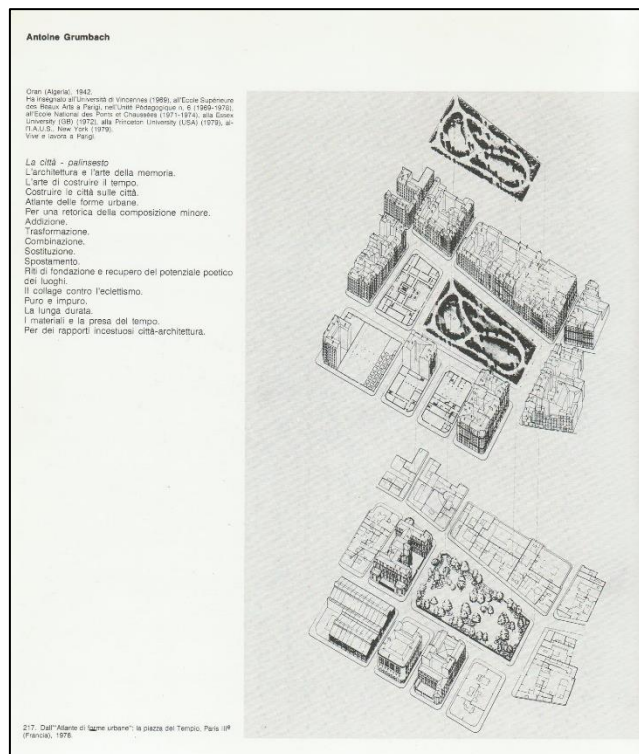 Antoine Grumbach
Oran (Algeria), 1942.
Ha insegnato all'Università di Vincennes (1969), all'Ecole Supérieure
des Beaux Arts a Parigi, nell'Unité Pédagogique n. 6 (1969-1979),
all'Ecole National des Ponts et Chaussées (1971-1974), alla Essex
University (GB) (1972), alla Princeton University (USA) (1979), al-
l'I.A.U.S., New York (1979).
Vive e lavora a Parigi.
La città - palinsesto
L'architettura e l'arte della memoria.
L'arte di costruire il tempo.
Costruire le città sulle città.
Atlante delle forme urbane.
Per una retorica della composizione minore.
Addizione.
Trasformazione.
Combinazione.
Sostituzione.
Spostamento.
Riti di fondazione e recupero del potenziale poetico
dei luoghi.
Il collage contro l'eclettismo.
Puro e impuro.
La lunga durata.
I materiali e la presa del tempo.
Per dei rapporti incestuosi città-architettura.
217. Dall'"Atlante di forme urbane": la piazza del Tempio, Paris III°
(Francia), 1978.